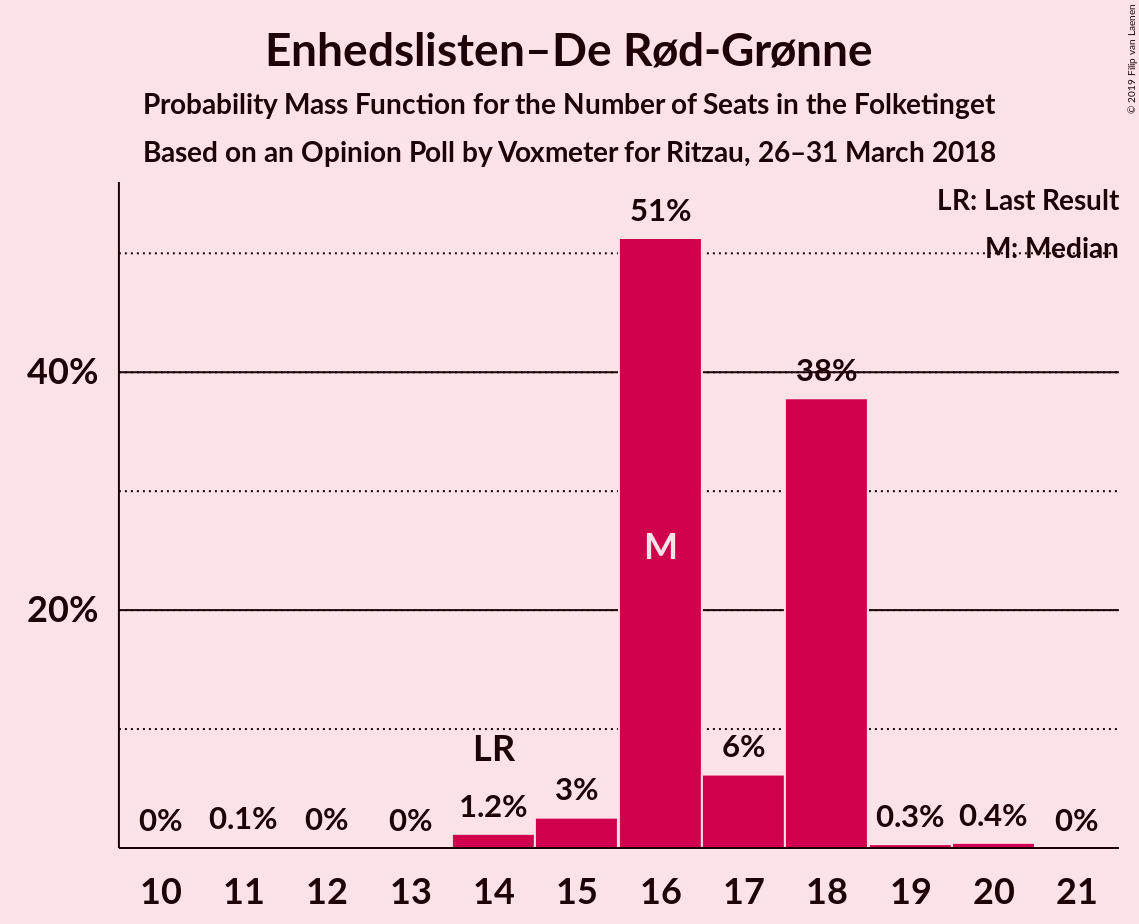 Enhedslisten–De Rød-Grønne
Probability Mass Function for the Number of Seats in the Folketinget
Based on an Opinion Poll by Voxmeter for Ritzau, 26–31 March 2018
© 2019 Filip van Laenen
LR: Last Result
M: Median
51%
40%
38%
M
20%
LR
6%
3%
1.2%
0% 0.1% 0% 0% 0.3% 0.4% 0%
10 11 12 13 14 15 16 17 18 19 20 21